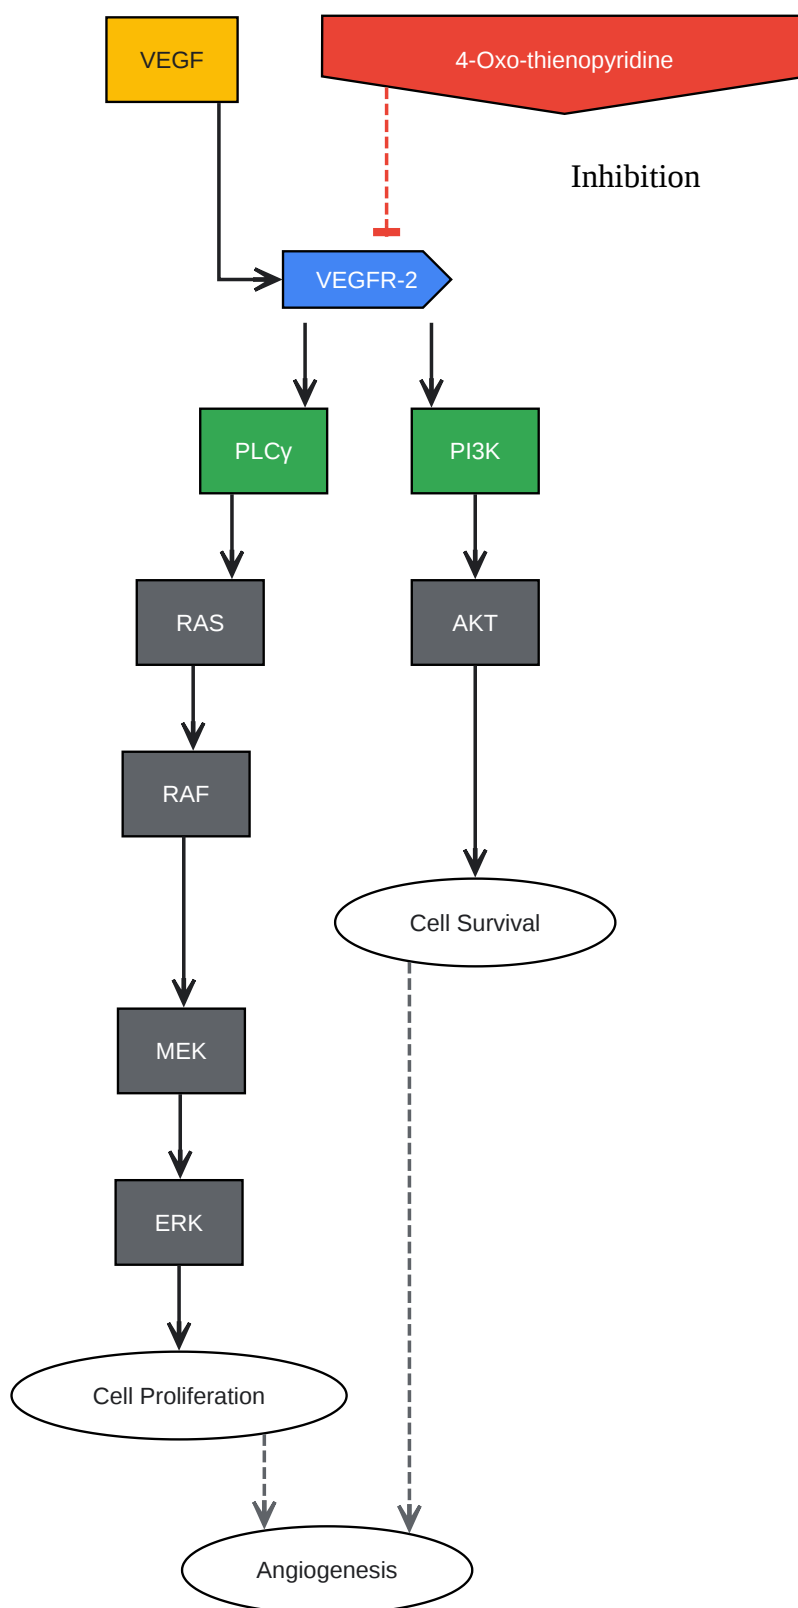 VEGF
4-Oxo-thienopyridine
Inhibition
VEGFR-2
PLCγ
PI3K
RAS
AKT
RAF
Cell Survival
MEK
ERK
Cell Proliferation
Angiogenesis